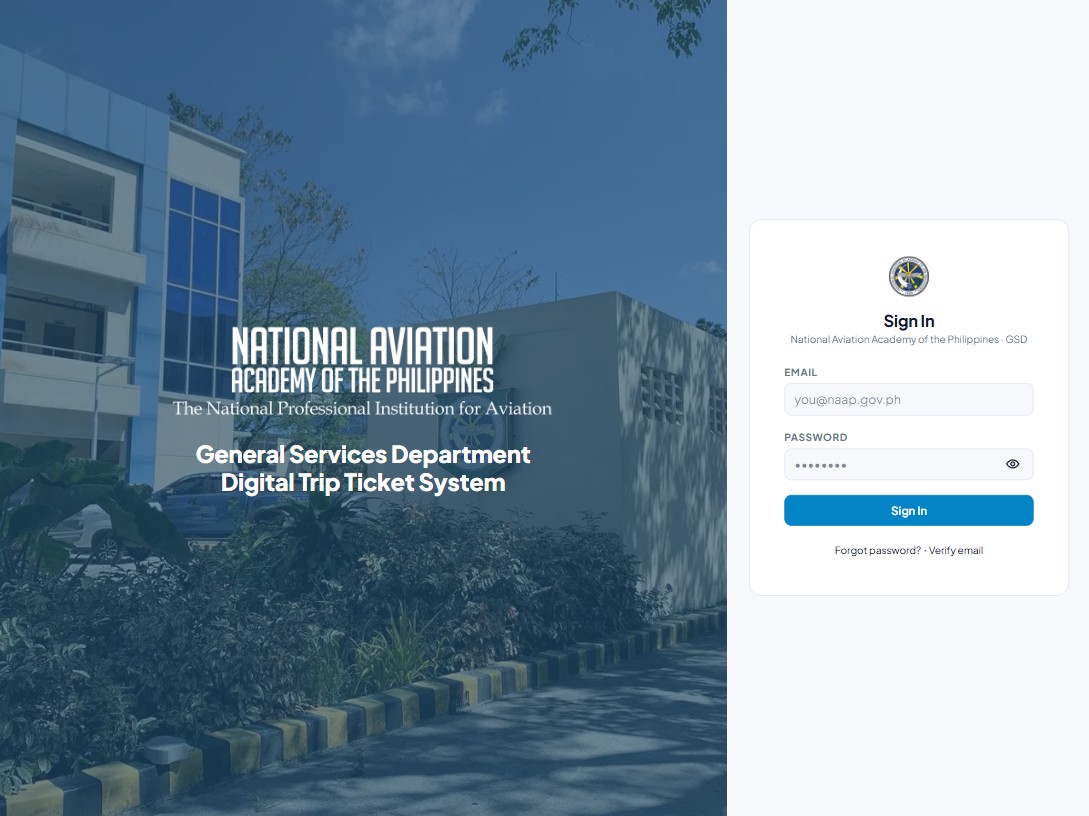 NATIONAL AVIATION
ACADEMY OF THE PHILIPPINES
The National Professional Institution for Aviation
General Services Department
Digital Trip Ticket System
Sign In
National Aviation Academy of the Philippines · GSD
EMAIL
you@naap.gov.ph
PASSWORD
Sign In
Forgot password? · Verify email